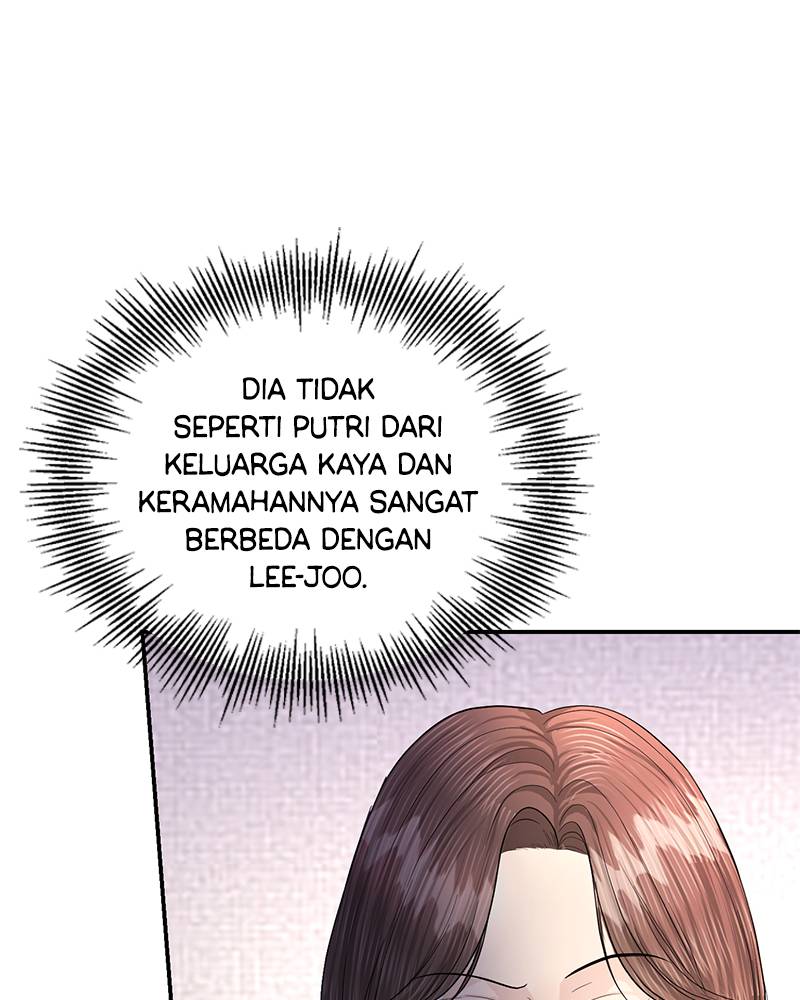 DIA TIDAK
SEPERTI PUTRI DARI
KELUARGA KAYA DAN
KERAMAHANNYA SANGAT
BERBEDA DENGAN
LEE-JOO.